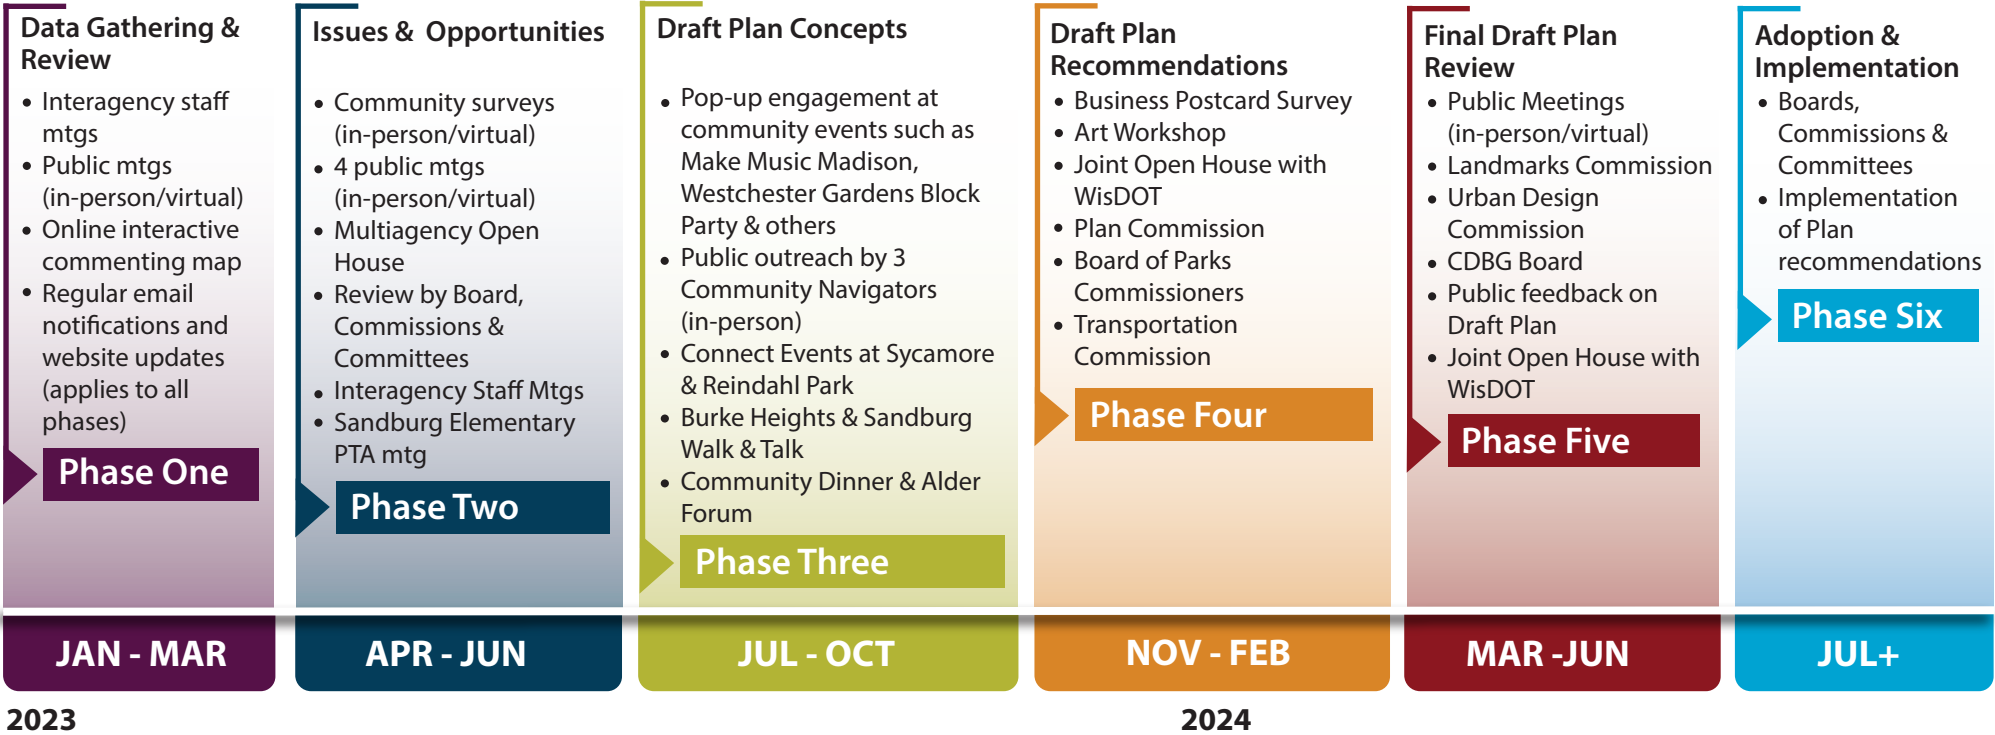 Data Gathering &
Review
• Interagency staff
mtgs
• Public mtgs
(in-person/virtual)
• Online interactive
commenting map
• Regular email
notifications and
website updates
(applies to all
phases)
Phase One
JAN - MAR
Issues & Opportunities
• Community surveys
(in-person/virtual)
• 4 public mtgs
(in-person/virtual)
• Multiagency Open
House
• Review by Board,
Commissions &
Committees
• Interagency Staff Mtgs
• Sandburg Elementary
PTA mtg
Phase Two
APR - JUN
Draft Plan Concepts
• Pop-up engagement at
community events such as
Make Music Madison,
Westchester Gardens Block
Party & others
• Public outreach by 3
Community Navigators
(in-person)
• Connect Events at Sycamore
& Reindahl Park
• Burke Heights & Sandburg
Walk & Talk
• Community Dinner & Alder
Forum
Phase Three
JUL - OCT
Draft Plan
Recommendations
• Business Postcard Survey
• Art Workshop
• Joint Open House with
WisDOT
• Plan Commission
• Board of Parks
Commissioners
• Transportation
Commission
Phase Four
NOV - FEB
Final Draft Plan
Review
• Public Meetings
(in-person/virtual)
• Landmarks Commission
• Urban Design
Commission
• CDBG Board
• Public feedback on
Draft Plan
• Joint Open House with
WisDOT
Phase Five
MAR -JUN
Adoption &
Implementation
• Boards,
Commissions &
Committees
• Implementation
of Plan
recommendations
Phase Six
JUL+
2023
2024